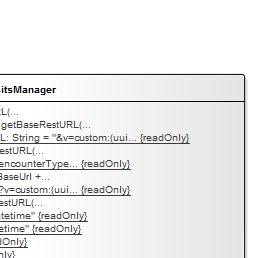 itsManager
L(...
getBaseRestURL(...
L: String = "&v=custom:(uui... {readOnly}
estURL(...
encounterType... {readOnly}
BaseUrl +...
?v=custom:(uui... {readOnly}
estURL(...
atetime" {readOnly}
etime" {readOnly}
dOnly}
nly}